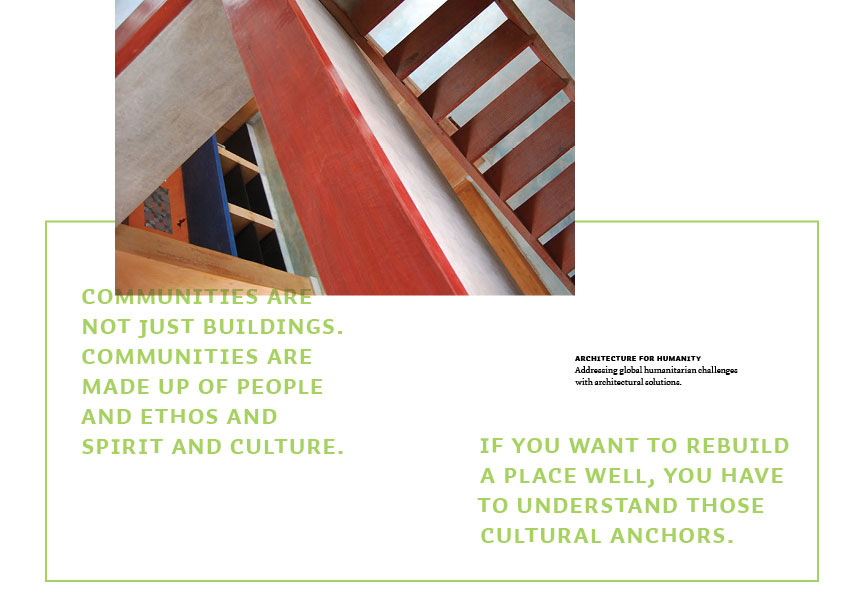 COMMUNITIES ARE
NOT JUST BUILDINGS.
COMMUNITIES ARE
MADE UP OF PEOPLE
AND ETHOS AND
SPIRIT AND CULTURE.
ARCHITECTURE FOR HUMANITY
Addressing global humanitarian challenges
with architectural solutions.
IF YOU WANT TO REBUILD
A PLACE WELL, YOU HAVE
TO UNDERSTAND THOSE
CULTURAL ANCHORS.